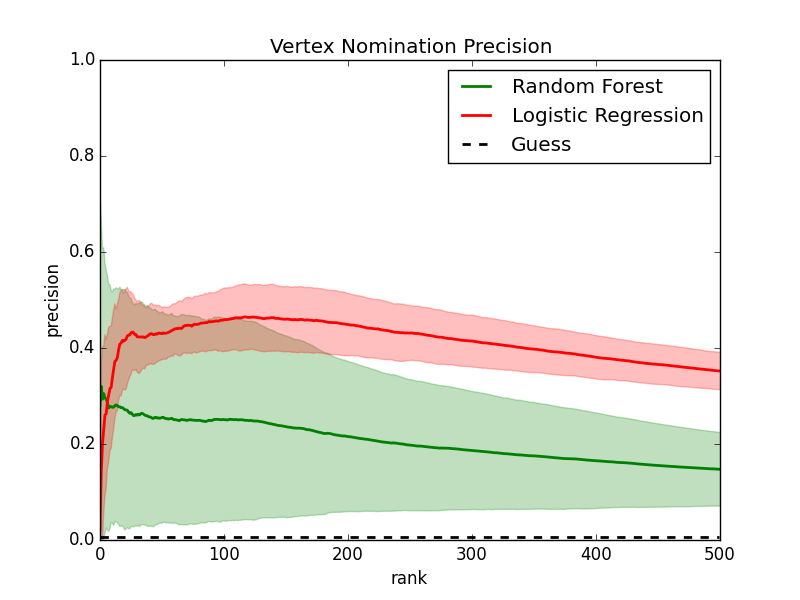 Vertex Nomination Precision
1.0
0.8
0.6
0.4
0.2
0.0
precision
Random Forest
Logistic Regression
Guess
0 100 200 300 400 500
rank